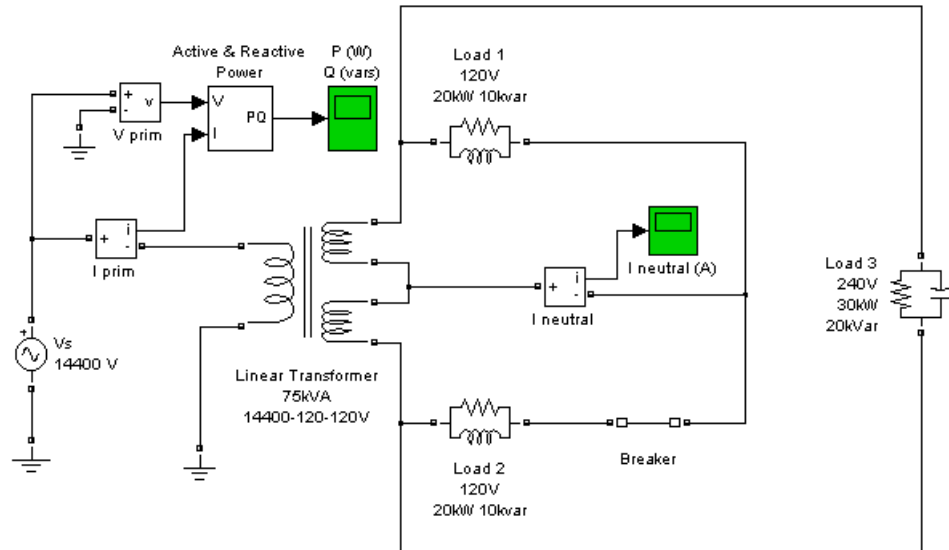 Active & Reactive
Power
P (W)
Q (vars)
Load 1
120V
20kW 10kvar
+
-
v
V
I
PQ
V prim
+
i
-
I prim
I neutral (A)
+
i
-
I neutral
Load 3
240V
30kW
20kVar
+
Vs
14400 V
Linear Transformer
75kVA
14400-120-120V
Breaker
Load 2
120V
20kW 10kvar